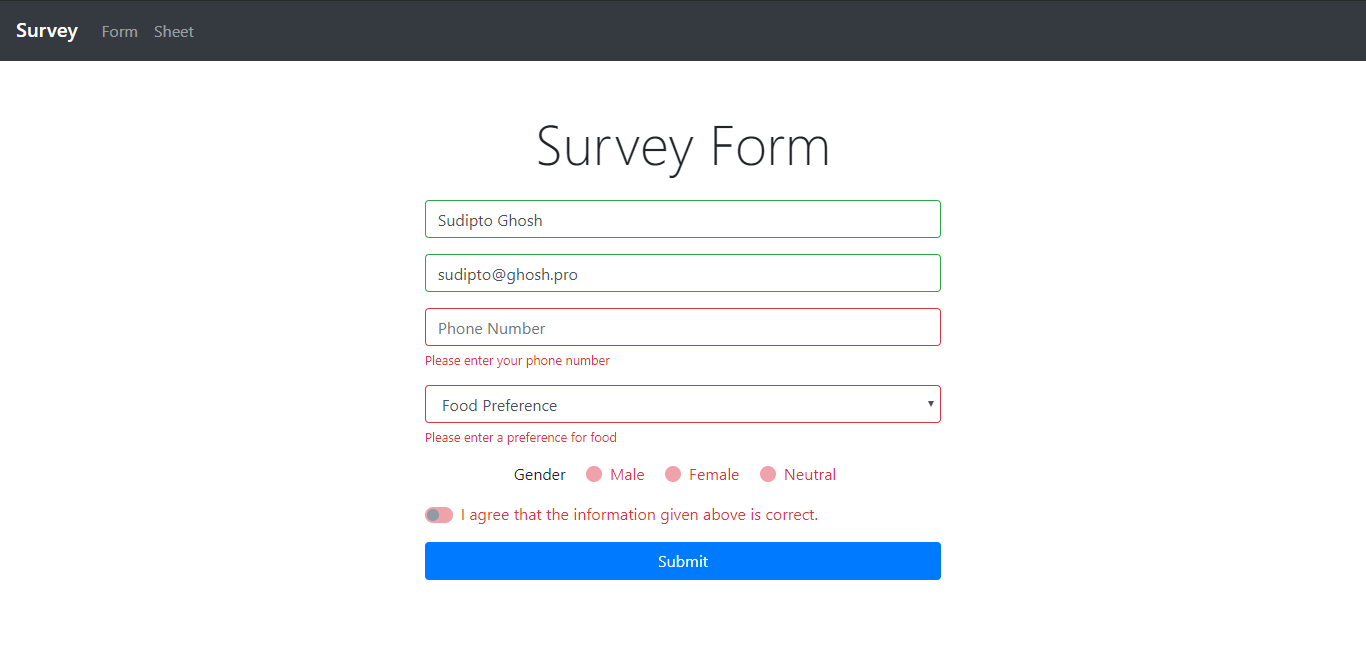 Survey Form Sheet
Survey Form
Sudipto Ghosh
sudipto@ghosh.pro
Phone Number
Please enter your phone number
Food Preference
Please enter a preference for food
Gender Male Female Neutral
I agree that the information given above is correct.
Submit